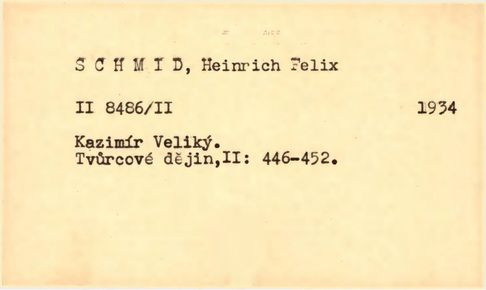 S C H M I D, Heinrich Felix
II 8486/II 1934
Kazimír Veliký.
Tvůrcové dějin,II: 446-452.